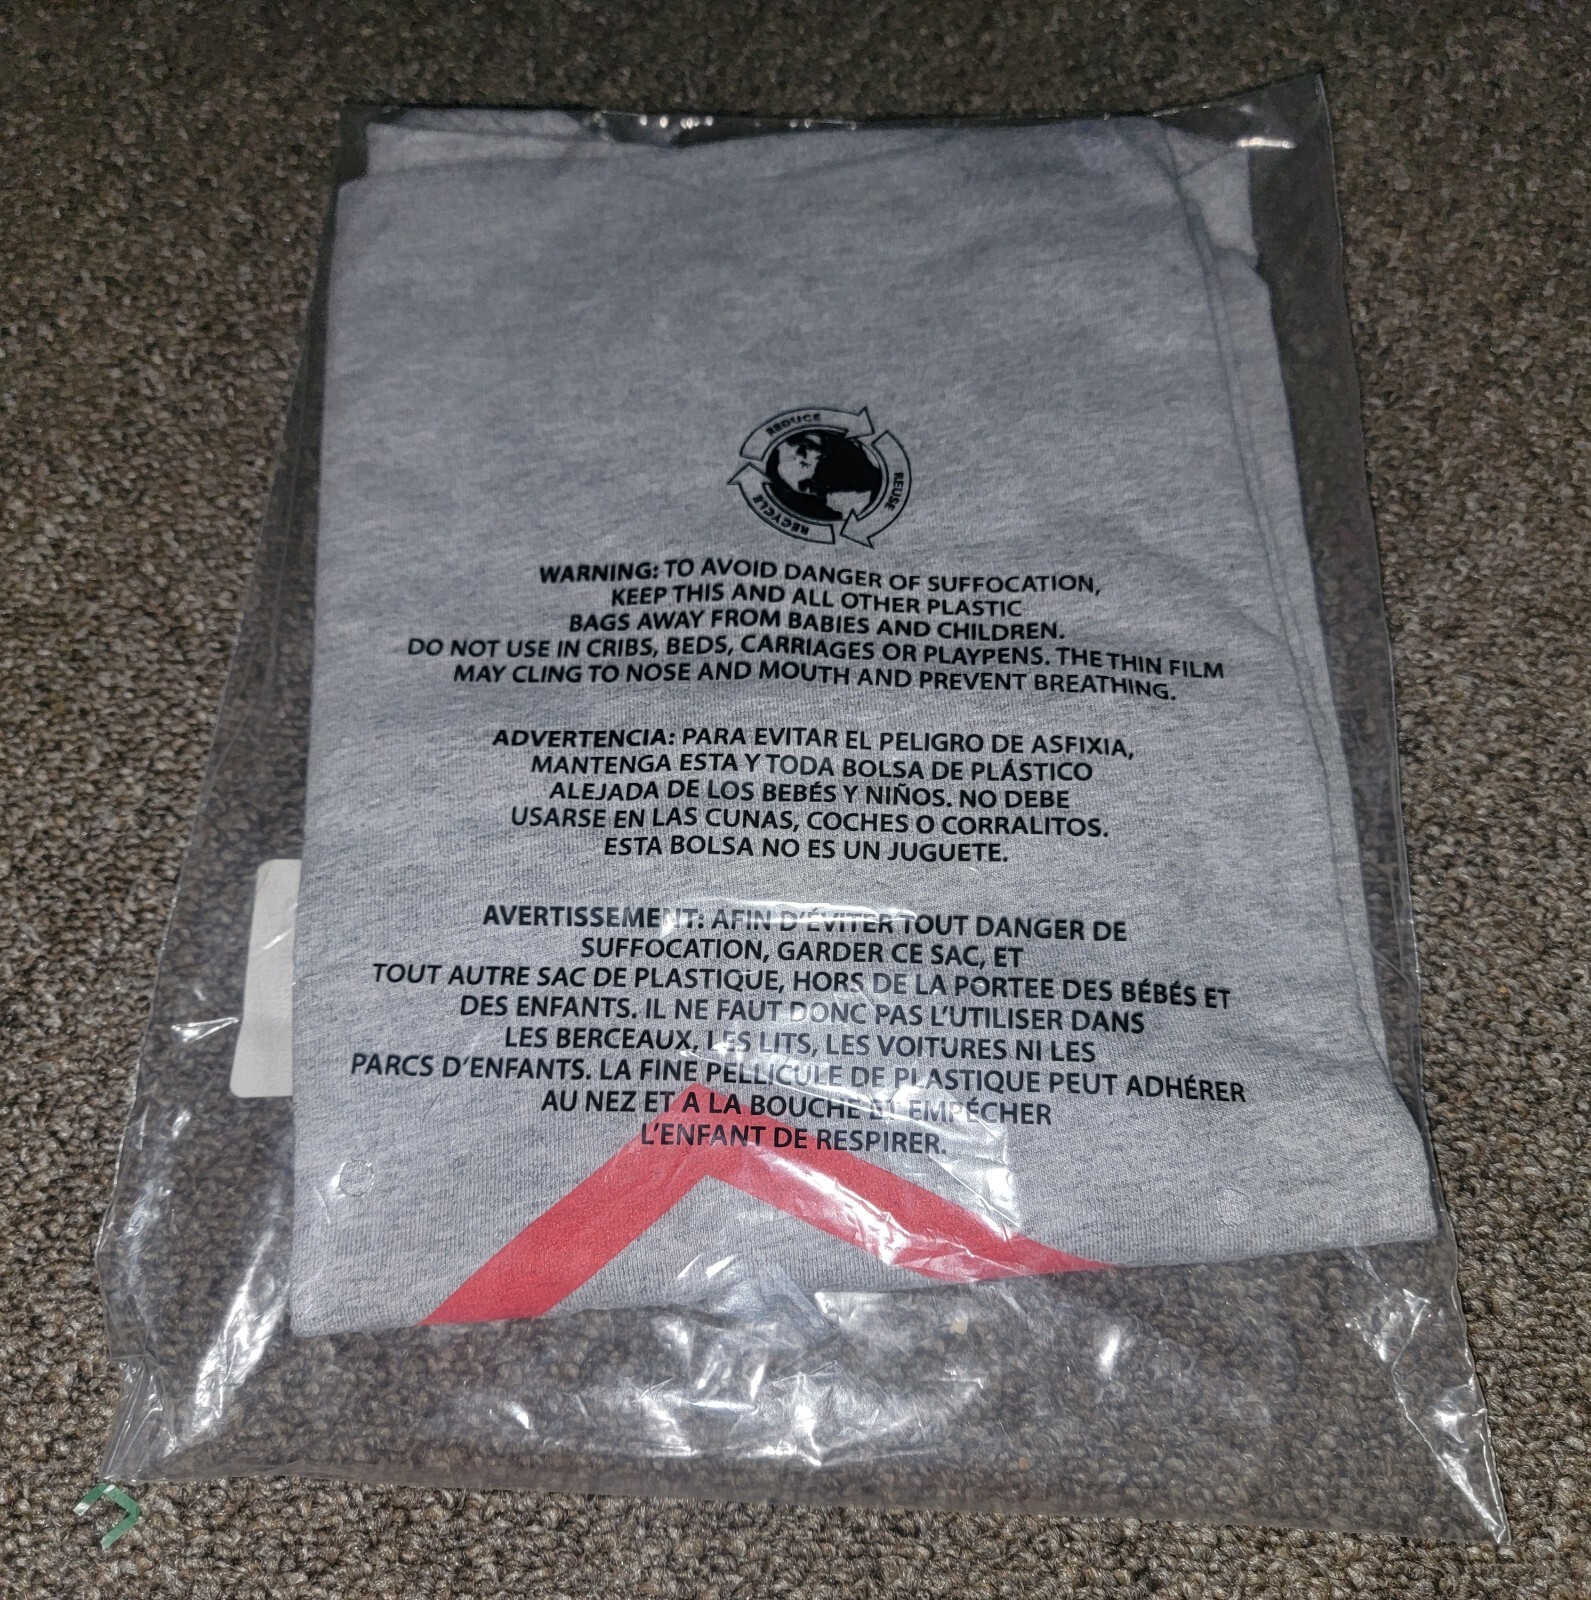 REDUCE
REUSE
RECYCLE
WARNING: TO AVOID DANGER OF SUFFOCATION,
KEEP THIS AND ALL OTHER PLASTIC
BAGS AWAY FROM BABIES AND CHILDREN.
DO NOT USE IN CRIBS, BEDS, CARRIAGES OR PLAYPENS. THE THIN FILM
MAY CLING TO NOSE AND MOUTH AND PREVENT BREATHING.
ADVERTENCIA: PARA EVITAR EL PELIGRO DE ASFIXIA,
MANTENGA ESTA Y TODA BOLSA DE PLÁSTICO
ALEJADA DE LOS BEBÉS Y NIÑOS. NO DEBE
USARSE EN LAS CUNAS, COCHES O CORRALITOS.
ESTA BOLSA NO ES UN JUGUETE.
AVERTISSEMENT: AFIN D'ÉVITER TOUT DANGER DE
SUFFOCATION, GARDER CE SAC, ET
TOUT AUTRE SAC DE PLASTIQUE, HORS DE LA PORTEE DES BÉBÉS ET
DES ENFANTS. IL NE FAUT DONC PAS L'UTILISER DANS
LES BERCEAUX, LES LITS, LES VOITURES NI LES
PARCS D'ENFANTS. LA FINE PELLICULE DE PLASTIQUE PEUT ADHÉRER
AU NEZ ET A LA BOUCHE ET EMPÉCHER
L'ENFANT DE RESPIRER.